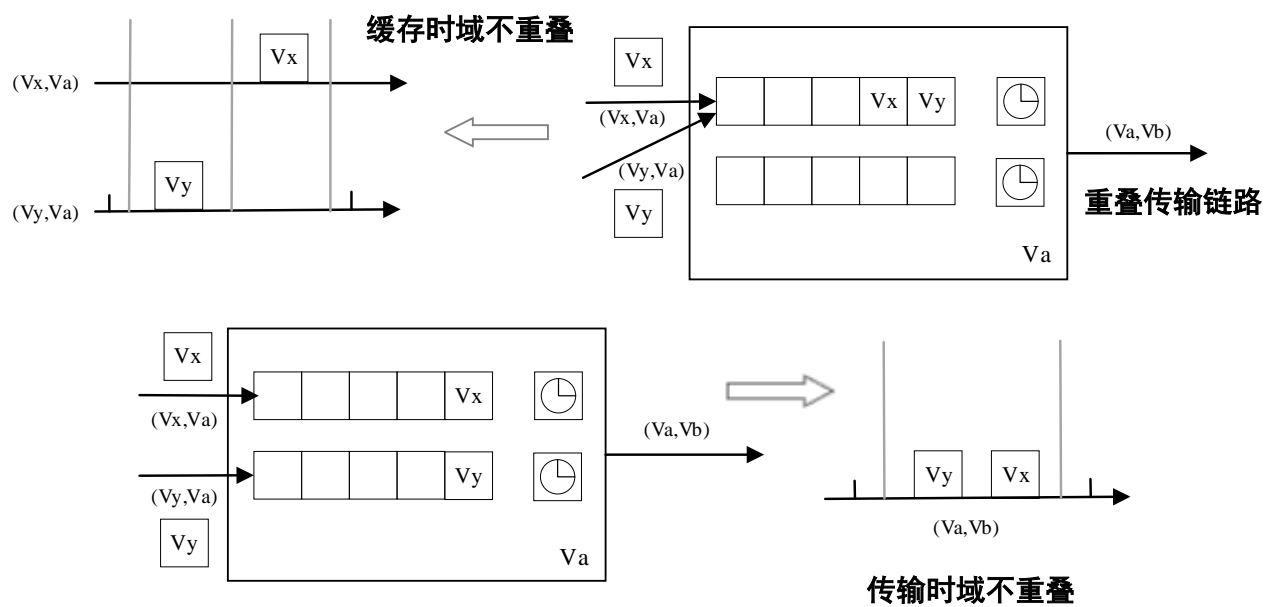 缓存时域不重叠
Vx
(Vx,Va)
Vy
(Vy,Va)
Vx
(Vx,Va)
(Vy,Va)
Vy
Vx Vy
(Va,Vb)
重叠传输链路
Va
Vx
(Vx,Va)
(Vy,Va)
Vy
Vx
Vy
(Va,Vb)
Va
Vy Vx
(Va,Vb)
传输时域不重叠